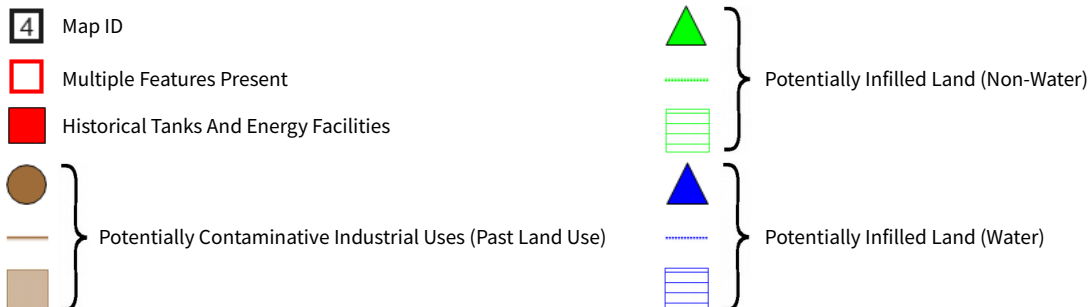 4 Map ID
Multiple Features Present
Historical Tanks And Energy Facilities
Potentially Contaminative Industrial Uses (Past Land Use)
Potentially Infilled Land (Non-Water)
Potentially Infilled Land (Water)